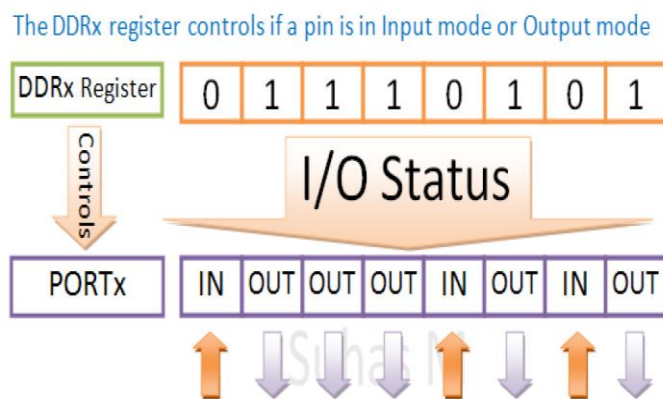 The DDRx register controls if a pin is in Input mode or Output mode
DDRx Register 0 1 1 1 0 1 0 1
Controls
I/O Status
PORTx IN OUT OUT OUT IN OUT IN OUT
Suhas M